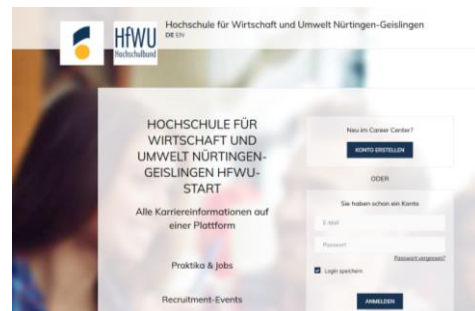 Hochschule für Wirtschaft und Umwelt Nürtingen-Geislingen
DE EN
HfWU
Hochschulbund
HOCHSCHULE FÜR
WIRTSCHAFT UND
UMWELT NÜRTINGEN-
GEISLINGEN HFWU-
START
Alle Karriereinformationen auf
einer Plattform
Praktika & Jobs
Recruitment-Events
Neu im Career Center?
KONTO ERSTELLEN
ODER
Sie haben schon ein Konto
E-Mail
Passwort
Passwort vergessen?
Login speichern
ANMELDEN